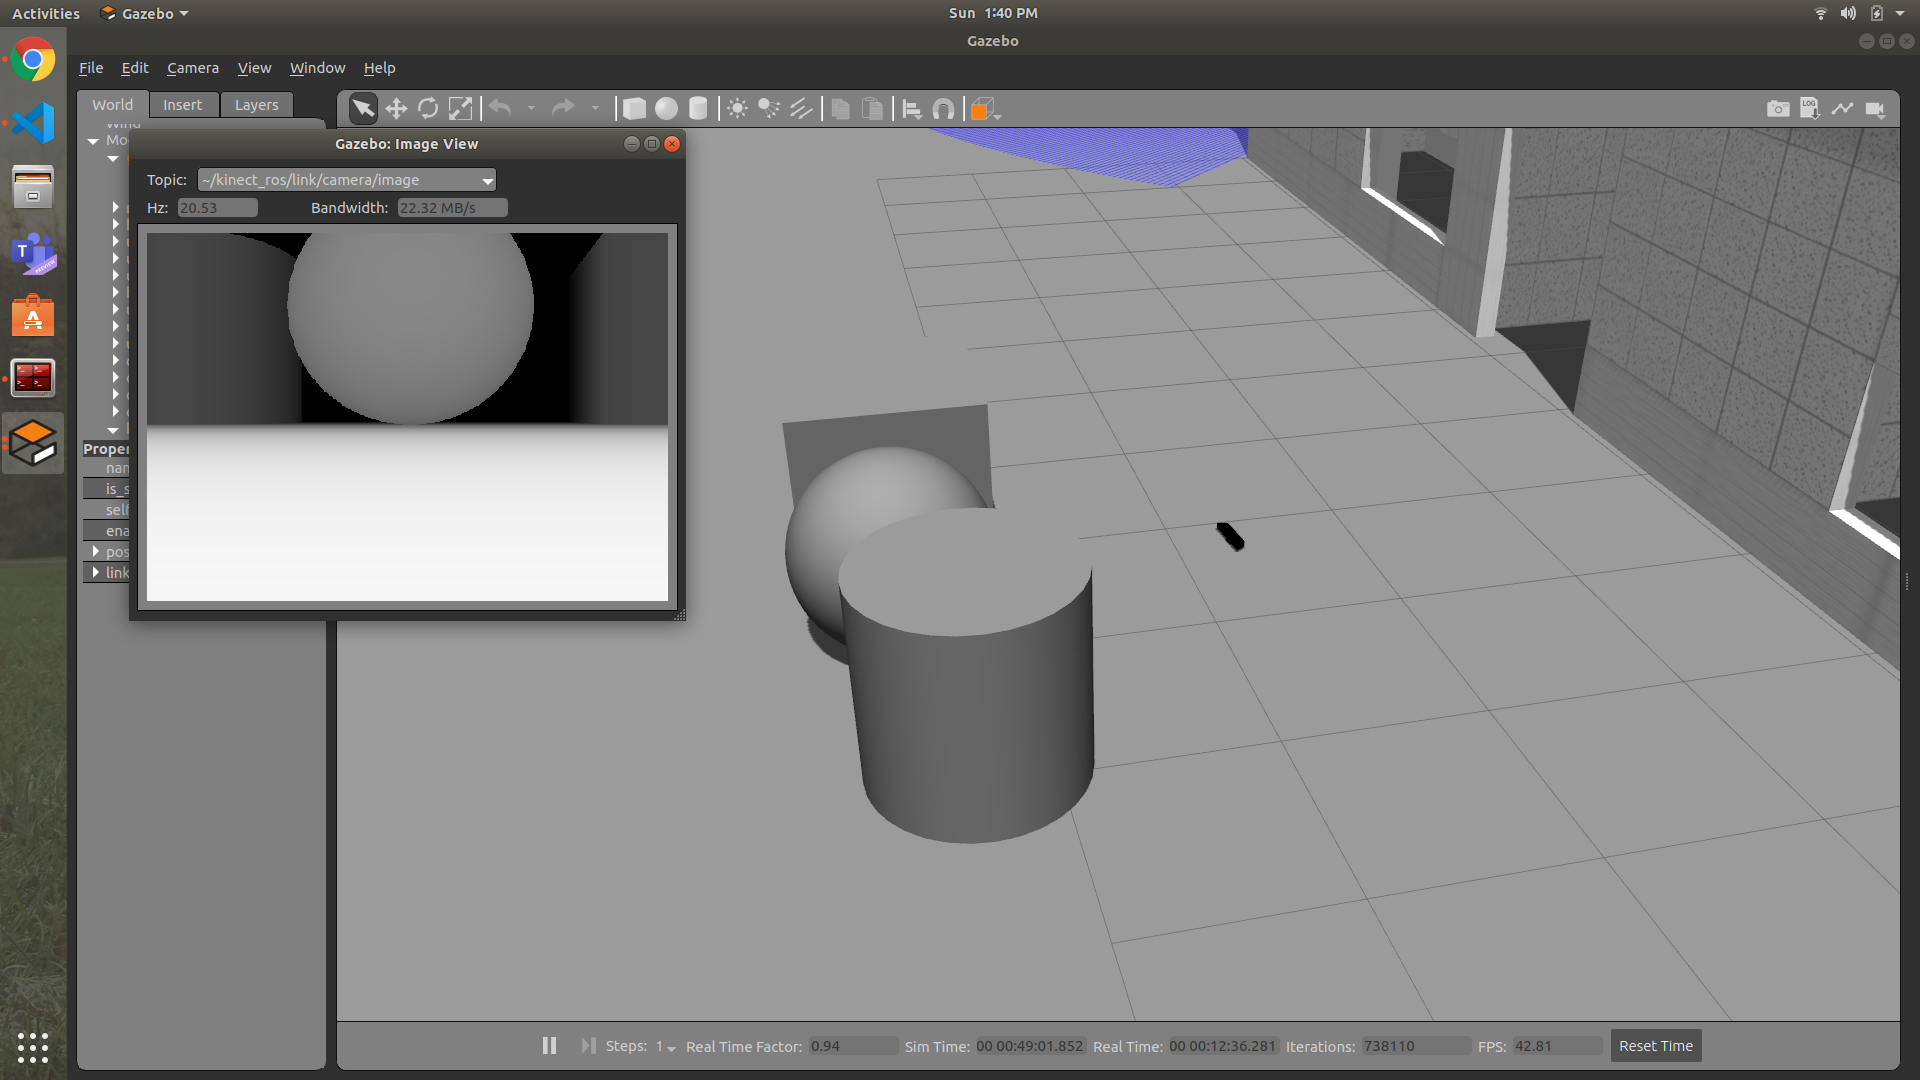 Activities Gazebo Sun 1:40 PM
Gazebo
File Edit Camera View Window Help
World Insert Layers
LOG
Gazebo: Image View
Topic: ~/kinect_ros/link/camera/image
Hz: 20.53 Bandwidth: 22.32 MB/s
T
PREVIEW
Proper
nar
is_s
self
ena
pos
link
Steps: 1 Real Time Factor: 0.94 Sim Time: 00 00:49:01.852 Real Time: 00 00:12:36.281 Iterations: 738110 FPS: 42.81 Reset Time